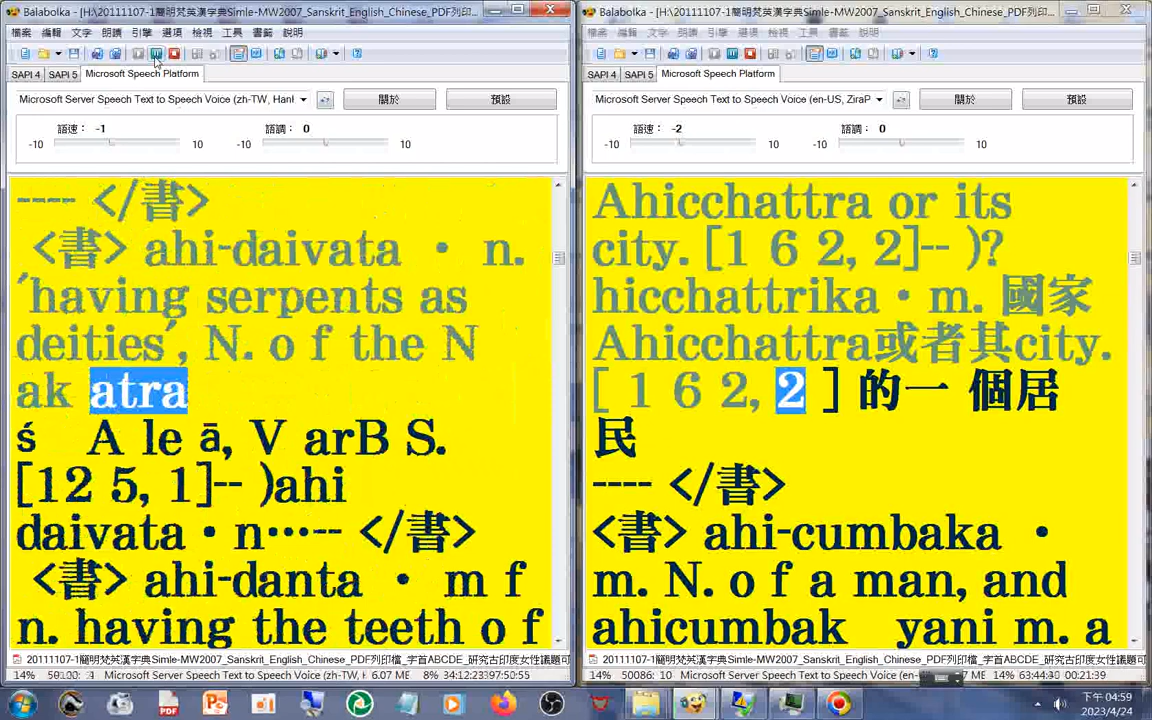 Balabolka - [H:\20111107-1簡明梵英漢字典Simle-MW2007_Sanskrit_English_Chinese_PDF列印...
檔案 編輯 文字 朗讀 引擎 選項 檢視 工具 書籤 說明
SAPI 4 SAPI 5 Microsoft Speech Platform
Microsoft Server Speech Text to Speech Voice (zh-TW, Hanl
關於 預設
語速： -1 語調： 0
-10 10 -10 10
---- </書>
<書> ahi-daivata • n.
´having serpents as
deities´, N. o f the N
ak atra
ś A le ā, V arB S.
[12 5, 1]-- )ahi
daivata • n…-- </書>
<書> ahi-danta • m f
n. having the teeth o f
20111107-1簡明梵英漢字典Simle-MW2007_Sanskrit_English_Chinese_PDF列印檔_字首ABCDE_研究古印度女性議題可
Balabolka - [H:\20111107-1簡明梵英漢字典Simle-MW2007_Sanskrit_English_Chinese_PDF列印...
檔案 編輯 文字 朗讀 引擎 選項 檢視 工具 書籤 說明
SAPI 4 SAPI 5 Microsoft Speech Platform
Microsoft Server Speech Text to Speech Voice (en-US, ZiraP
關於 預設
語速： -2 語調： 0
-10 10 -10 10
Ahicchattra or its
city. [1 6 2, 2]-- )?
hicchattrika • m. 國家
Ahicchattra或者其city.
[ 1 6 2, 2 ] 的一 個居
民
---- </書>
<書> ahi-cumbaka •
m. N. o f a man, and
ahicumbak yani m. a
20111107-1簡明梵英漢字典Simle-MW2007_Sanskrit_English_Chinese_PDF列印檔_字首ABCDE_研究古印度女性議題可
14% Microsoft Server Speech Text to Speech Voice (zh-TW, 6.07 MB 8%
14% 50086: 10 Microsoft Server Speech Text to Speech Voice 14% 63:44:40 00:21:39
下午 04:59
2023/4/24